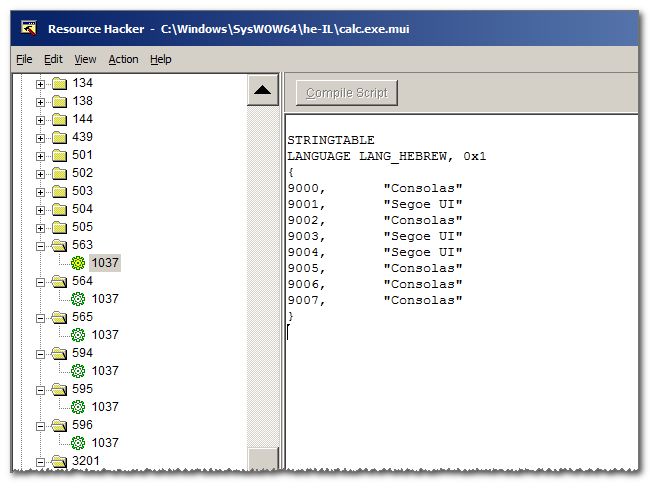 Resource Hacker - C:\Windows\SysWOW64\he-IL\calc.exe.mui
File Edit View Action Help
134
138
144
439
501
502
503
504
505
563
1037
564
1037
565
1037
594
1037
595
1037
596
1037
3201
Compile Script
STRINGTABLE
LANGUAGE LANG_HEBREW, 0x1
{
9000, "Consolas"
9001, "Segoe UI"
9002, "Consolas"
9003, "Segoe UI"
9004, "Segoe UI"
9005, "Consolas"
9006, "Consolas"
9007, "Consolas"
}